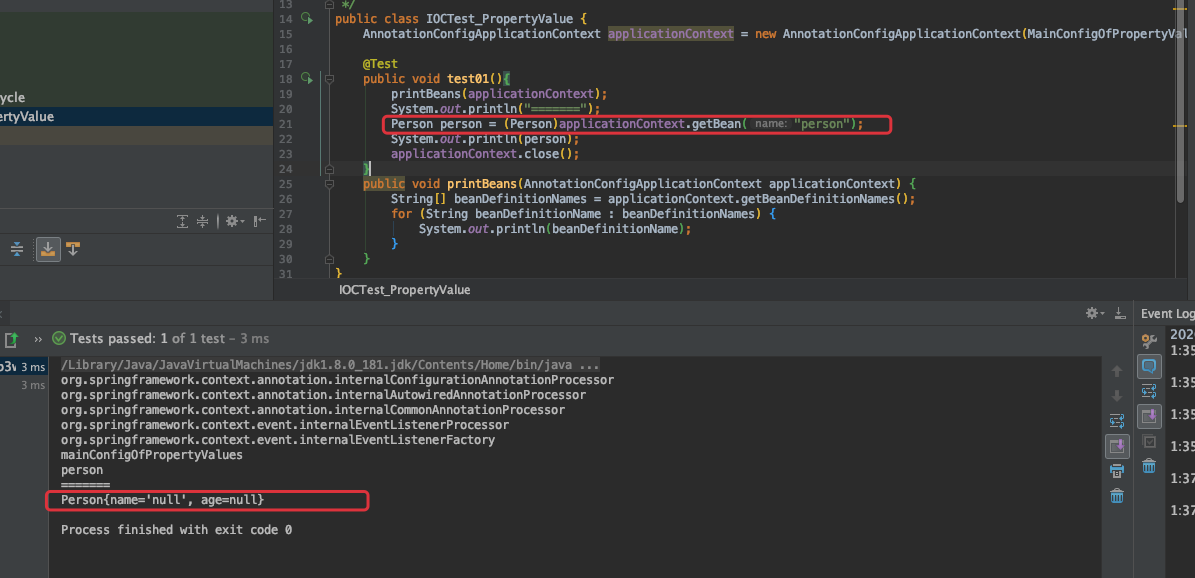 13 */
14 public class IOCTest_PropertyValue {
15 AnnotationConfigApplicationContext applicationContext = new AnnotationConfigApplicationContext(MainConfigOfPropertyVal
16
17 @Test
18 public void test01(){
19 printBeans(applicationContext);
20 System.out.println("=======");
21 Person person = (Person)applicationContext.getBean( name: "person");
22 System.out.println(person);
23 applicationContext.close();
24 }
25 public void printBeans(AnnotationConfigApplicationContext applicationContext) {
26 String[] beanDefinitionNames = applicationContext.getBeanDefinitionNames();
27 for (String beanDefinitionName : beanDefinitionNames) {
28 System.out.println(beanDefinitionName);
29 }
30 }
31 }
ycle
ertyValue
IOCTest_PropertyValue
Event Log
» Tests passed: 1 of 1 test – 3 ms
3 ms
3 ms
/Library/Java/JavaVirtualMachines/jdk1.8.0_181.jdk/Contents/Home/bin/java ...
org.springframework.context.annotation.internalConfigurationAnnotationProcessor
org.springframework.context.annotation.internalAutowiredAnnotationProcessor
org.springframework.context.annotation.internalCommonAnnotationProcessor
org.springframework.context.event.internalEventListenerProcessor
org.springframework.context.event.internalEventListenerFactory
mainConfigOfPropertyValues
person
=======
Person{name='null', age=null}
Process finished with exit code 0
202
1:35
1:35
1:35
1:35
1:37
1:37